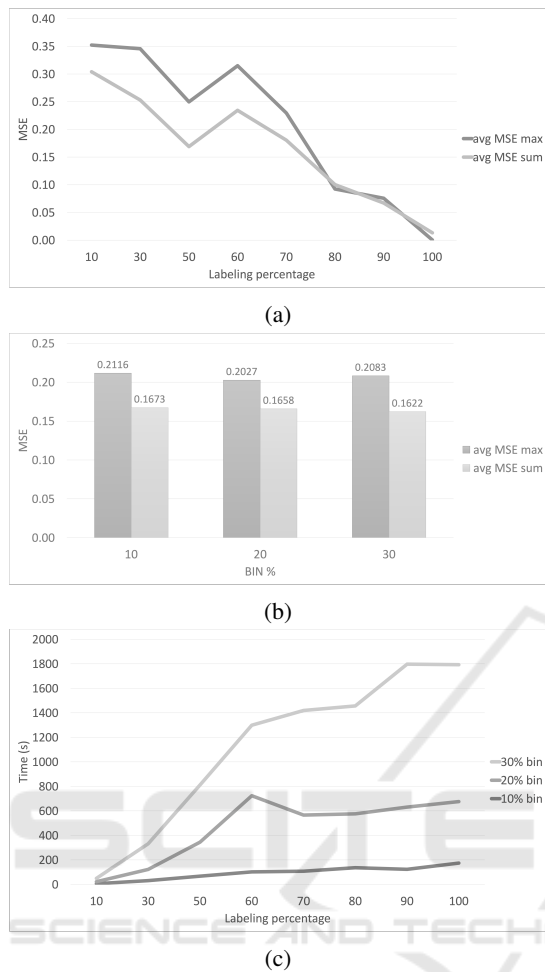 0.40
0.35
0.30
0.25
0.20
0.15
0.10
0.05
0.00
MSE
10 30 50 60 70 80 90 100
Labeling percentage
avg MSE max
avg MSE sum
(a)
0.25
0.20
0.15
0.10
0.05
0.00
MSE
0.2116 0.1673 0.2027 0.1658 0.2083 0.1622
10 20 30
BIN %
avg MSE max
avg MSE sum
(b)
2000
1800
1600
1400
1200
1000
800
600
400
200
0
Time (s)
10 30 50 60 70 80 90 100
Labeling percentage
30% bin
20% bin
10% bin
SCITE
SCIENCE AND TECH
(c)